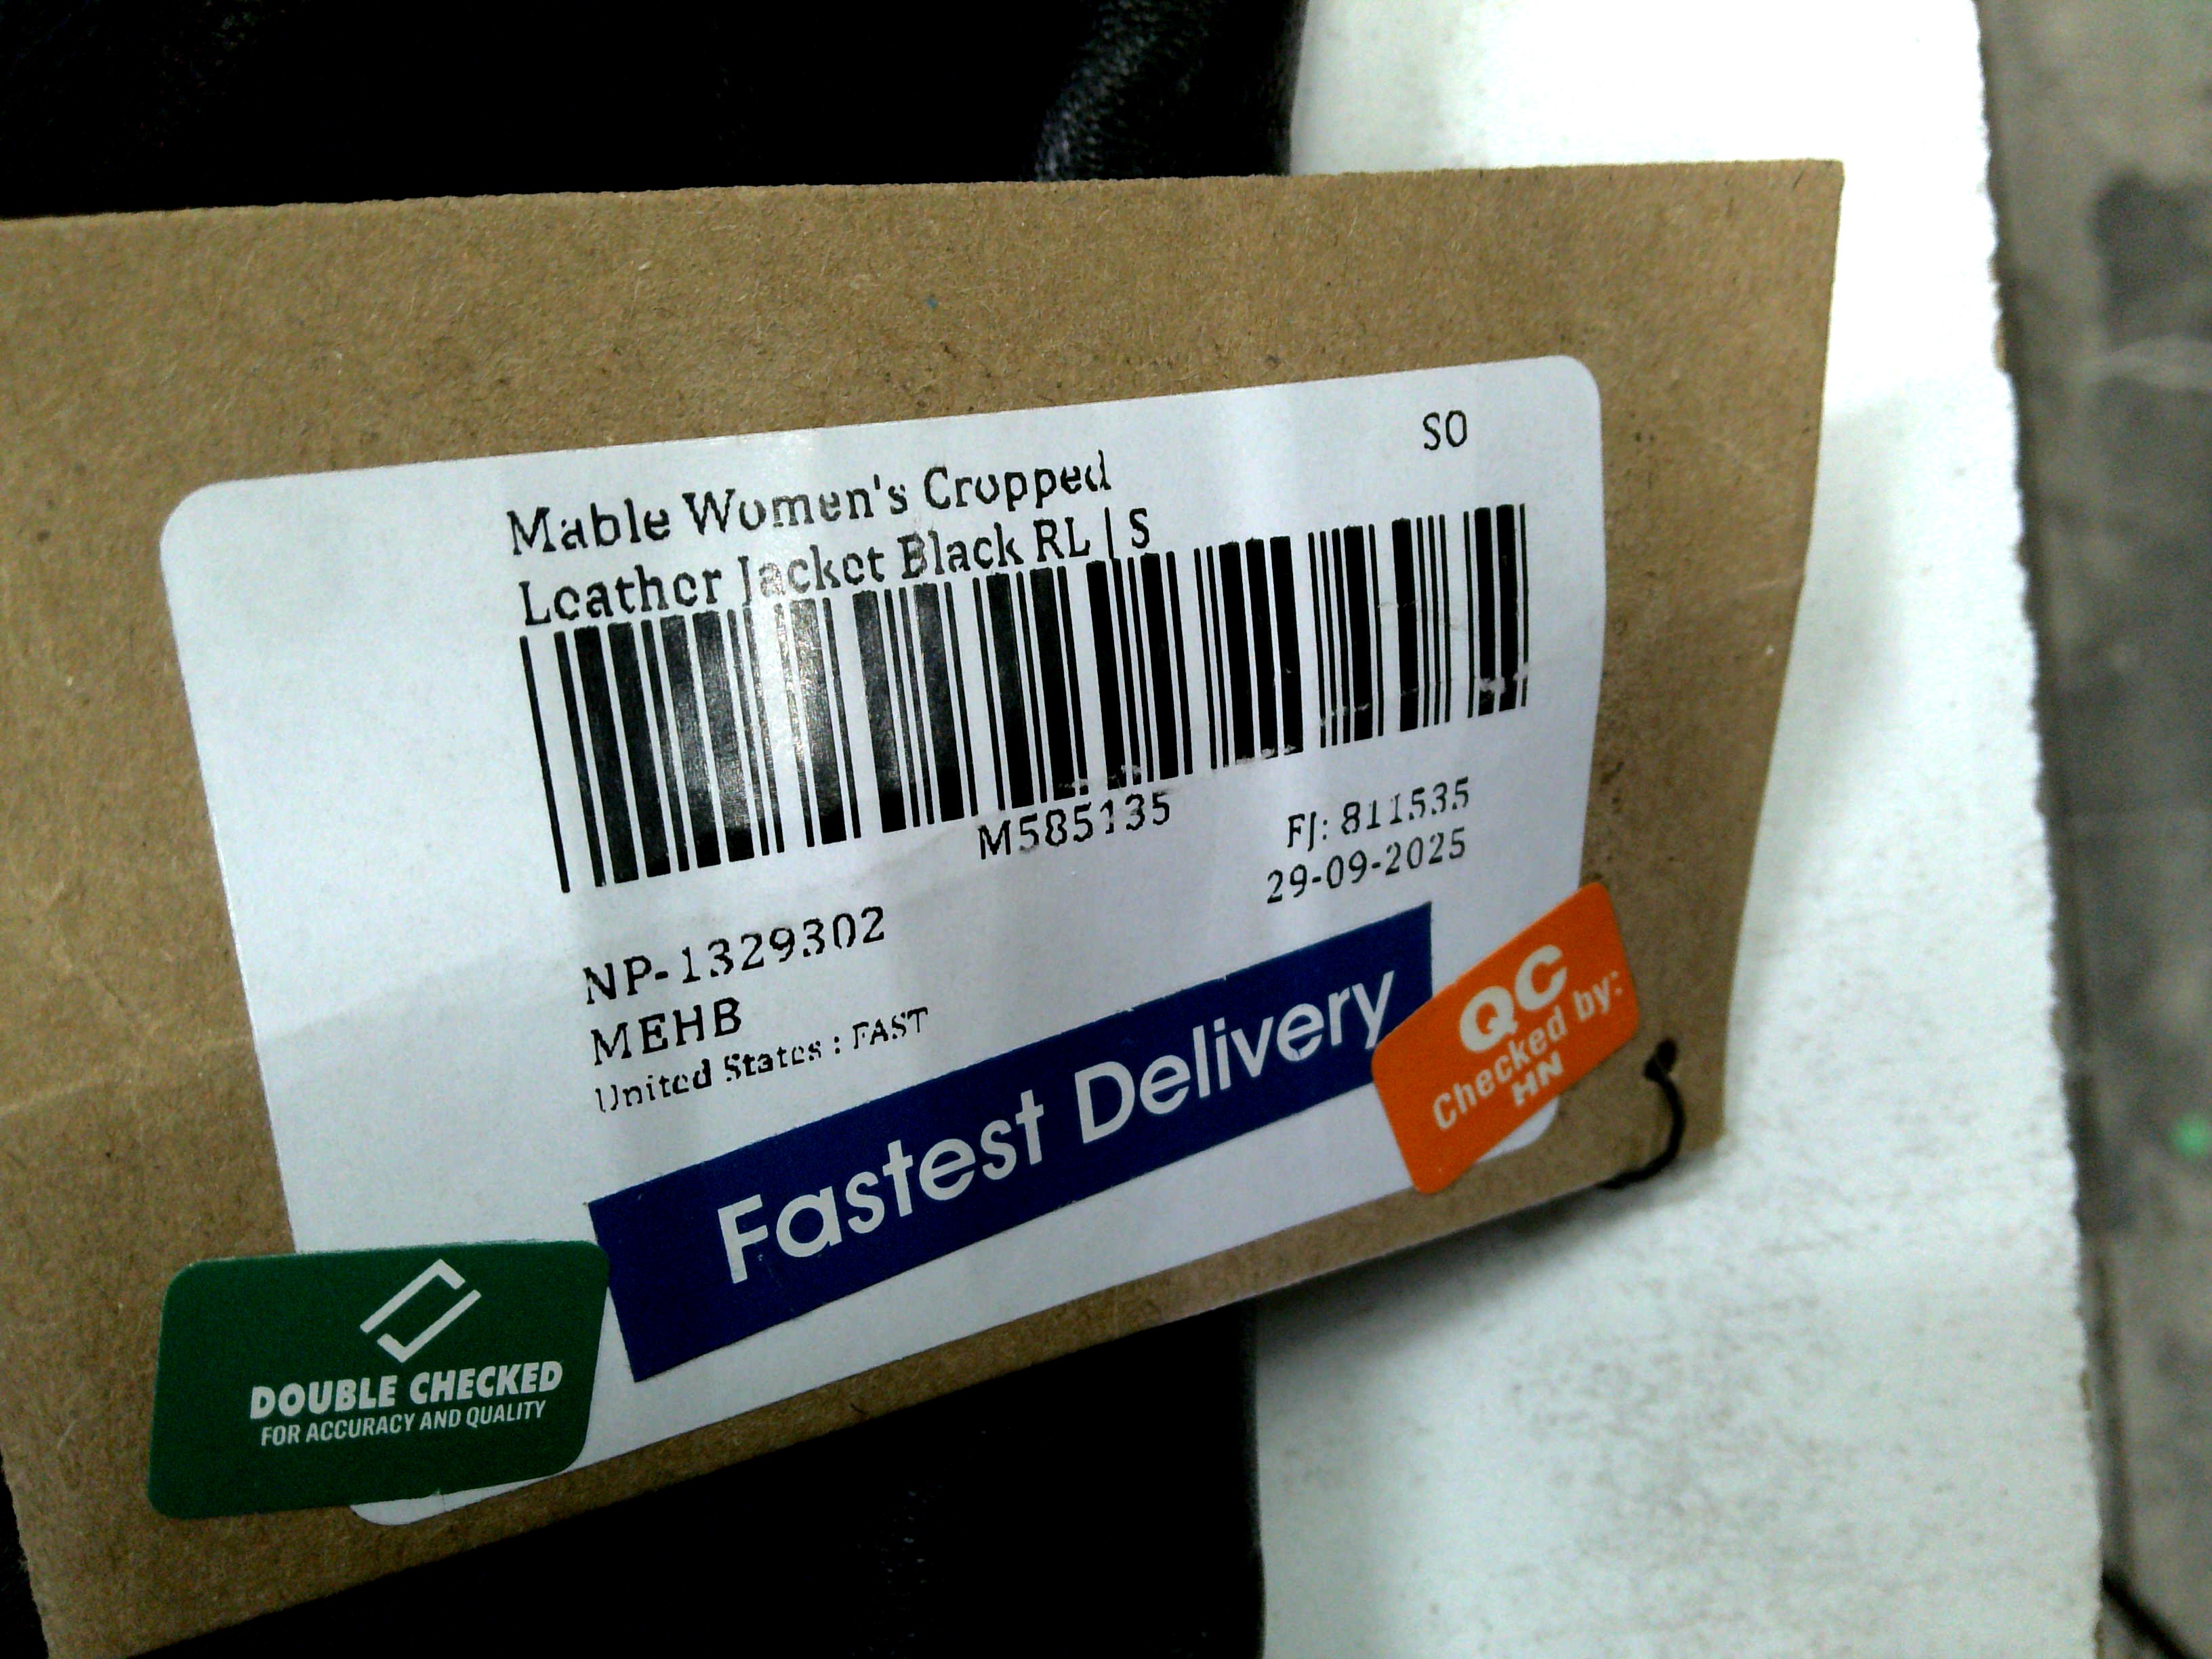 SO
Mable Women's Cropped
Leather Jacket Black RL | S
M585135
FJ: 811535
29-09-2025
NP-1329302
MEHB
United States : FAST
Fastest Delivery
QC
Checked by:
HN
DOUBLE CHECKED
FOR ACCURACY AND QUALITY